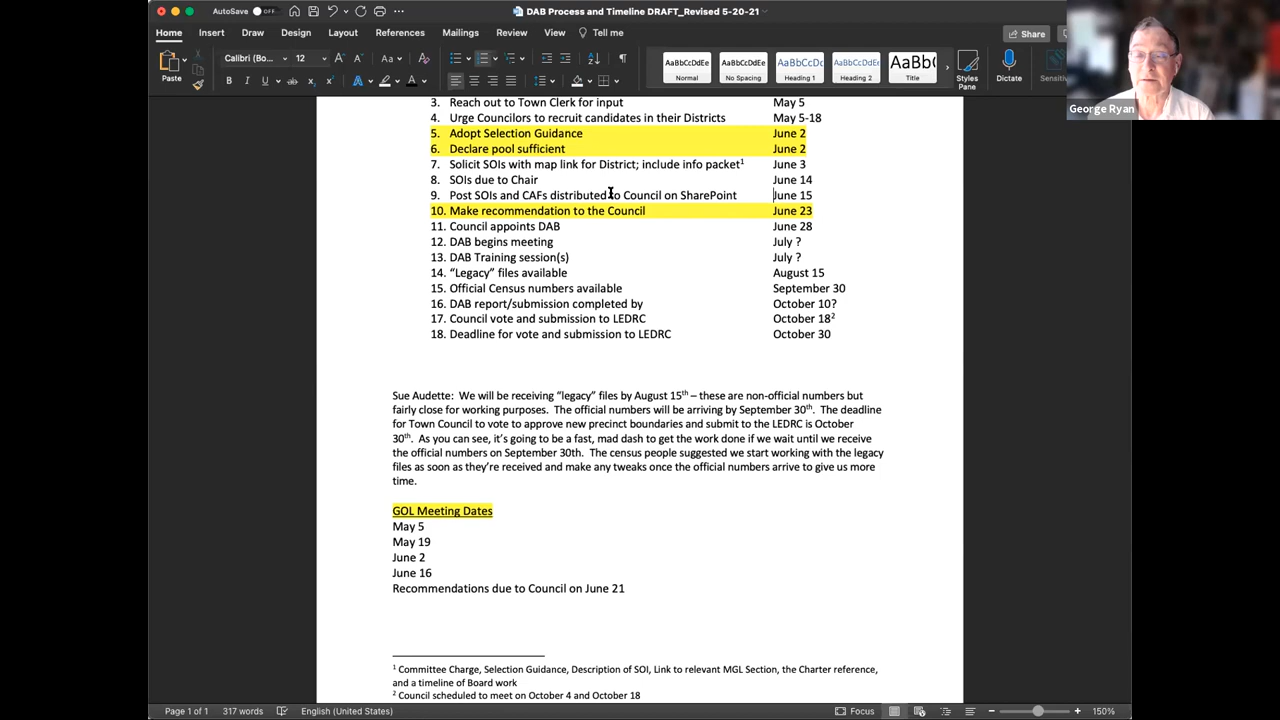 AutoSave OFF DAB Process and Timeline DRAFT_Revised 5-20-21
Home Insert Draw Design Layout References Mailings Review View Tell me Share
Paste Calibri (Bo... 12 Aa
AaBbCcDdEe AaBbCcDdEe AaBbCcDc AaBbCcDdEe AaBb(
Normal No Spacing Heading 1 Heading 2 Title Styles Pane Dictate Sensitiv
George Ryan
3. Reach out to Town Clerk for input May 5
4. Urge Councilors to recruit candidates in their Districts May 5-18
5. Adopt Selection Guidance June 2
6. Declare pool sufficient June 2
7. Solicit SOIs with map link for District; include info packet1 June 3
8. SOIs due to Chair June 14
9. Post SOIs and CAFs distributed to Council on SharePoint June 15
10. Make recommendation to the Council June 23
11. Council appoints DAB June 28
12. DAB begins meeting July ?
13. DAB Training session(s) July ?
14. “Legacy” files available August 15
15. Official Census numbers available September 30
16. DAB report/submission completed by October 10?
17. Council vote and submission to LEDRC October 182
18. Deadline for vote and submission to LEDRC October 30
Sue Audette: We will be receiving “legacy” files by August 15th – these are non-official numbers but
fairly close for working purposes. The official numbers will be arriving by September 30th. The deadline
for Town Council to vote to approve new precinct boundaries and submit to the LEDRC is October
30th. As you can see, it’s going to be a fast, mad dash to get the work done if we wait until we receive
the official numbers on September 30th. The census people suggested we start working with the legacy
files as soon as they’re received and make any tweaks once the official numbers arrive to give us more
time.
GOL Meeting Dates
May 5
May 19
June 2
June 16
Recommendations due to Council on June 21
1 Committee Charge, Selection Guidance, Description of SOI, Link to relevant MGL Section, the Charter reference,
and a timeline of Board work
2 Council scheduled to meet on October 4 and October 18
Page 1 of 1 317 words English (United States) Focus 150%